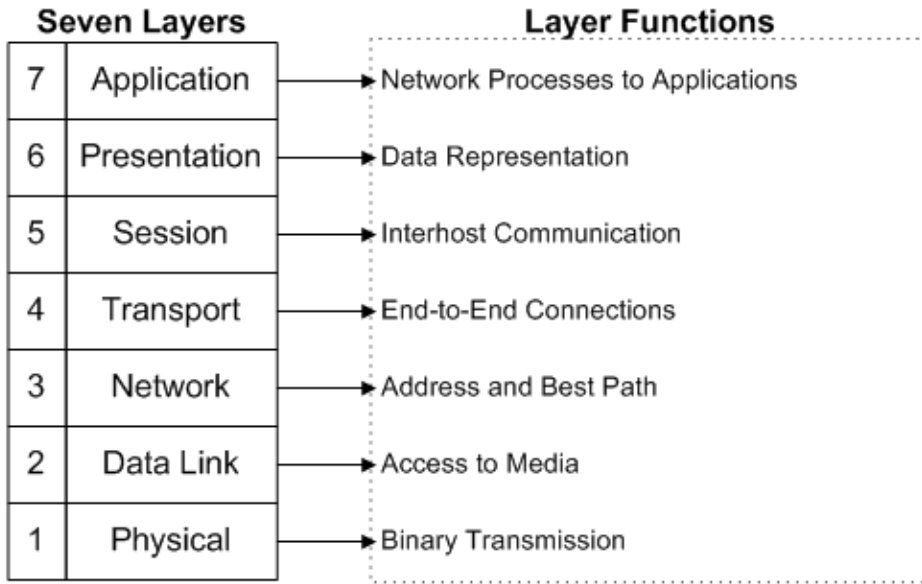 Seven Layers Layer Functions
7 Application Network Processes to Applications
6 Presentation Data Representation
5 Session Interhost Communication
4 Transport End-to-End Connections
3 Network Address and Best Path
2 Data Link Access to Media
1 Physical Binary Transmission